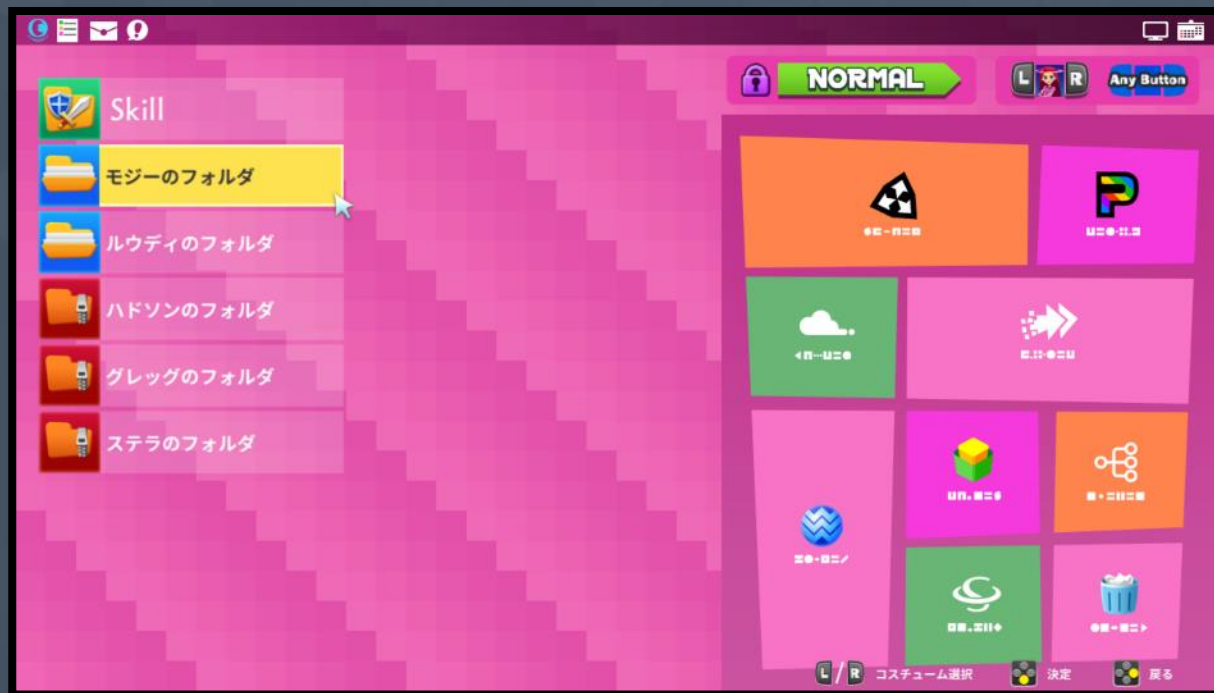 NORMAL
L R Any Button
Skill
モジーのフォルダ
ルウディのフォルダ
ハドソンのフォルダ
グレッグのフォルダ
ステラのフォルダ
L/R コスチューム選択 決定 戻る